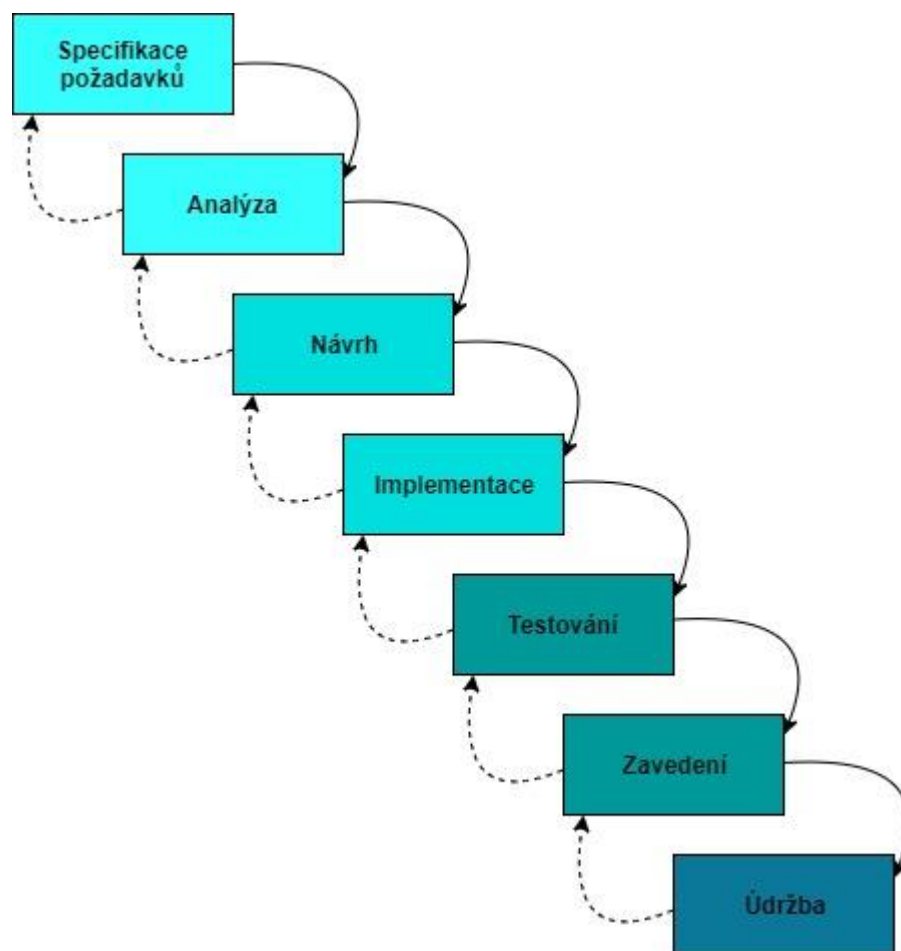 Specifikace
požadavků
Analýza
Návrh
Implementace
Testování
Zavedení
Údržba